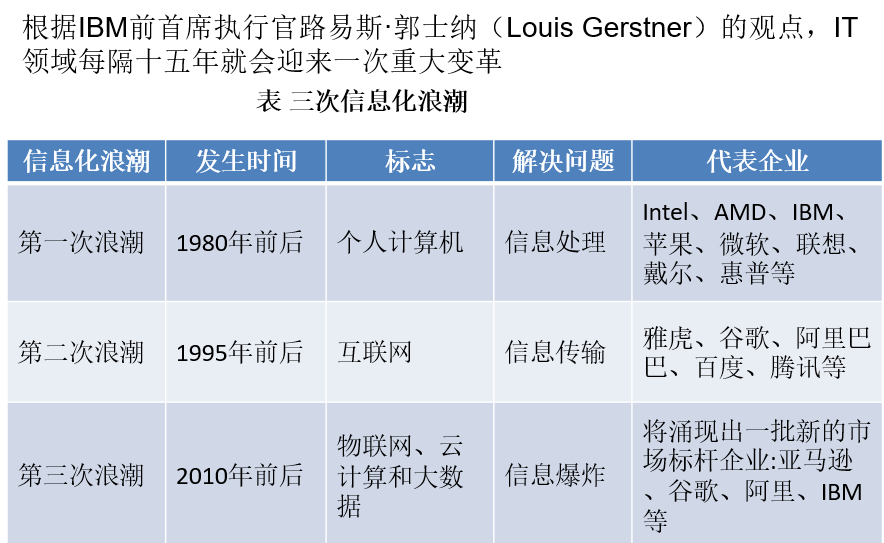 根据IBM前首席执行官路易斯·郭士纳（Louis Gerstner）的观点，IT
领域每隔十五年就会迎来一次重大变革
表 三次信息化浪潮
信息化浪潮 发生时间 标志 解决问题 代表企业
第一次浪潮 1980年前后 个人计算机 信息处理 Intel、AMD、IBM、
苹果、微软、联想、
戴尔、惠普等
第二次浪潮 1995年前后 互联网 信息传输 雅虎、谷歌、阿里巴
巴、百度、腾讯等
第三次浪潮 2010年前后 物联网、云
计算和大数
据 信息爆炸 将涌现出一批新的市
场标杆企业:亚马逊
、谷歌、阿里、IBM
等